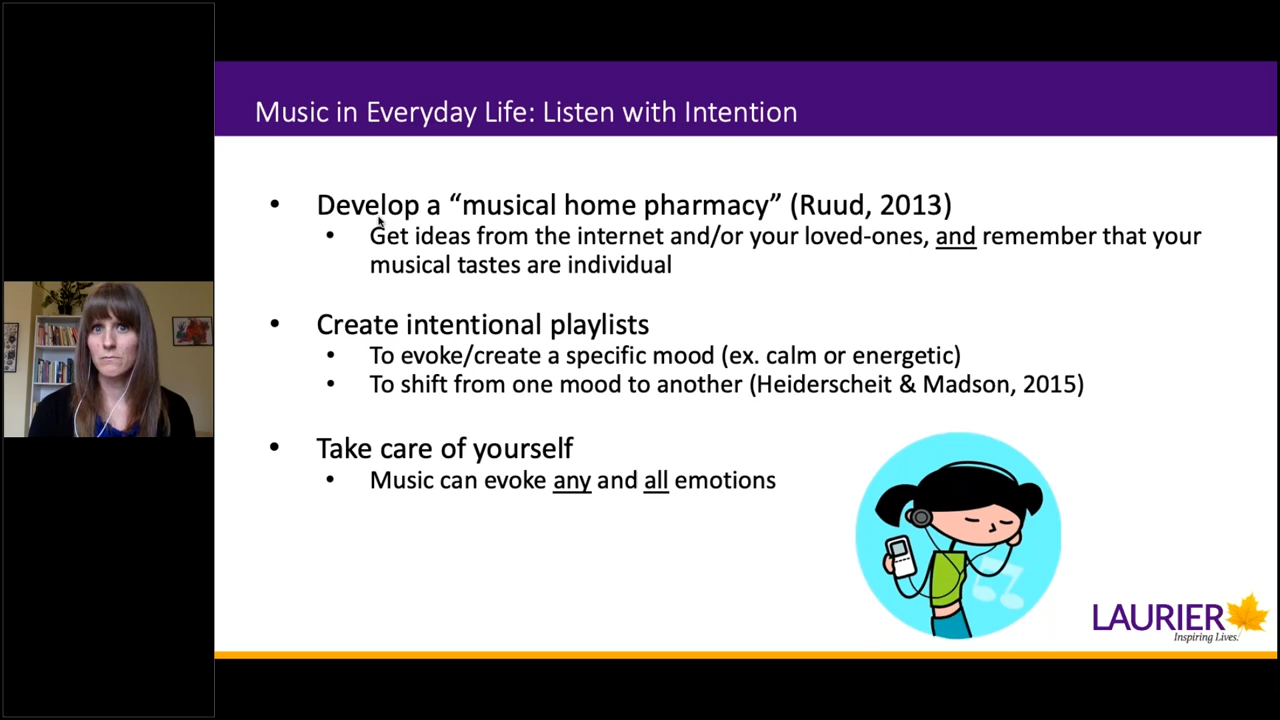 Music in Everyday Life: Listen with Intention
• Develop a “musical home pharmacy” (Ruud, 2013)
• Get ideas from the internet and/or your loved-ones, and remember that your
musical tastes are individual
• Create intentional playlists
• To evoke/create a specific mood (ex. calm or energetic)
• To shift from one mood to another (Heiderscheit & Madson, 2015)
• Take care of yourself
• Music can evoke any and all emotions
LAURIER
Inspiring Lives.